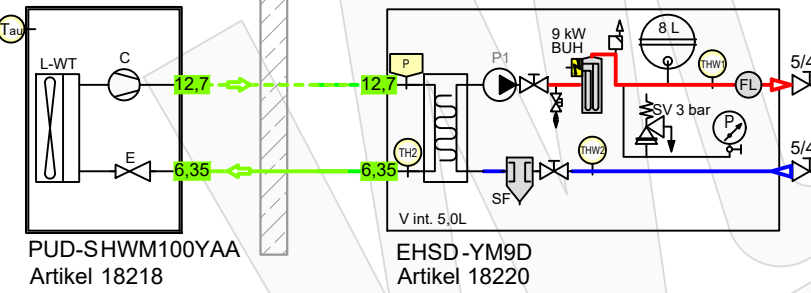 Tau
L-WT
C
E
12,7
6,35
12,7
6,35
P
TH2
P1
9 kW
BUH
8 L
THW1
FL
5/4
SV 3 bar
P
THW2
SF
5/4
V int. 5,0L
PUD-SHWM100YAA
Artikel 18218
EHSD-YM9D
Artikel 18220